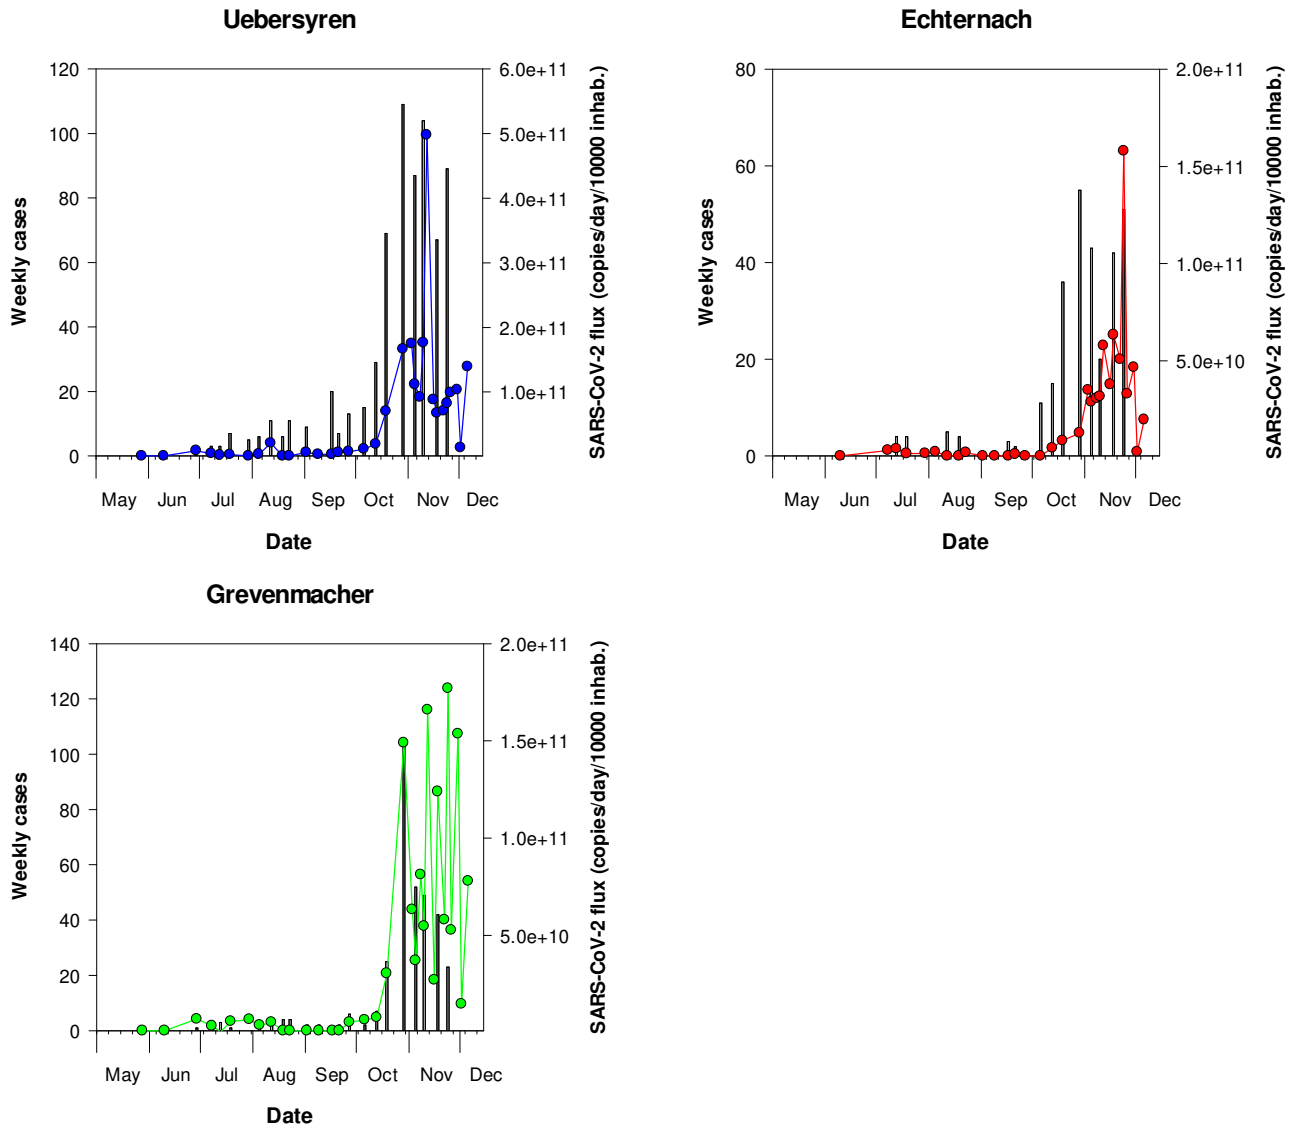 Uebersyren
120
100
80
60
40
20
0
Weekly cases
6.0e+11
5.0e+11
4.0e+11
3.0e+11
2.0e+11
1.0e+11
SARS-CoV-2 flux (copies/day/10000 inhab.)
May Jun Jul Aug Sep Oct Nov Dec
Date
Echternach
80
60
40
20
0
Weekly cases
2.0e+11
1.5e+11
1.0e+11
5.0e+10
SARS-CoV-2 flux (copies/day/10000 inhab.)
May Jun Jul Aug Sep Oct Nov Dec
Date
Grevenmacher
140
120
100
80
60
40
20
0
Weekly cases
2.0e+11
1.5e+11
1.0e+11
5.0e+10
SARS-CoV-2 flux (copies/day/10000 inhab.)
May Jun Jul Aug Sep Oct Nov Dec
Date